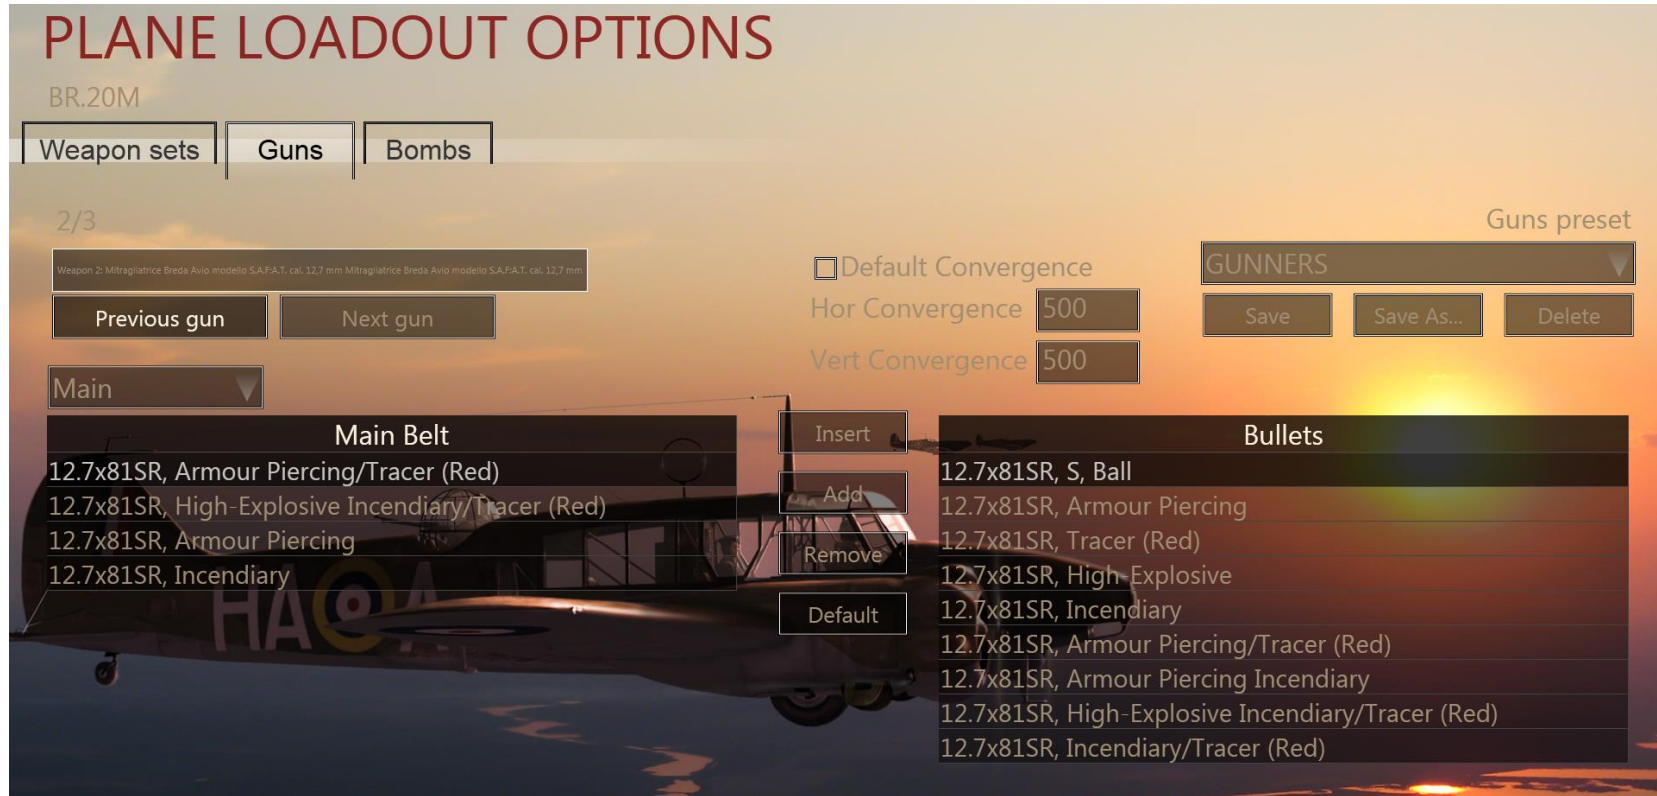 PLANE LOADOUT OPTIONS
BR.20M
Weapon sets Guns Bombs
2/3
Guns preset
Weapon 2: Mitragliatrice Breda Avio modello S.A.F.A.T. cal. 12,7 mm Mitragliatrice Breda Avio modello S.A.F.A.T. cal. 12,7 mm
Default Convergence
GUNNERS
Previous gun Next gun
Hor Convergence 500
Save Save As... Delete
Vert Convergence 500
Main
Main Belt
12.7x81SR, Armour Piercing/Tracer (Red)
12.7x81SR, High-Explosive Incendiary/Tracer (Red)
12.7x81SR, Armour Piercing
12.7x81SR, Incendiary
Insert
Add
Remove
Default
Bullets
12.7x81SR, S, Ball
12.7x81SR, Armour Piercing
12.7x81SR, Tracer (Red)
12.7x81SR, High-Explosive
12.7x81SR, Incendiary
12.7x81SR, Armour Piercing/Tracer (Red)
12.7x81SR, Armour Piercing Incendiary
12.7x81SR, High-Explosive Incendiary/Tracer (Red)
12.7x81SR, Incendiary/Tracer (Red)
HA A